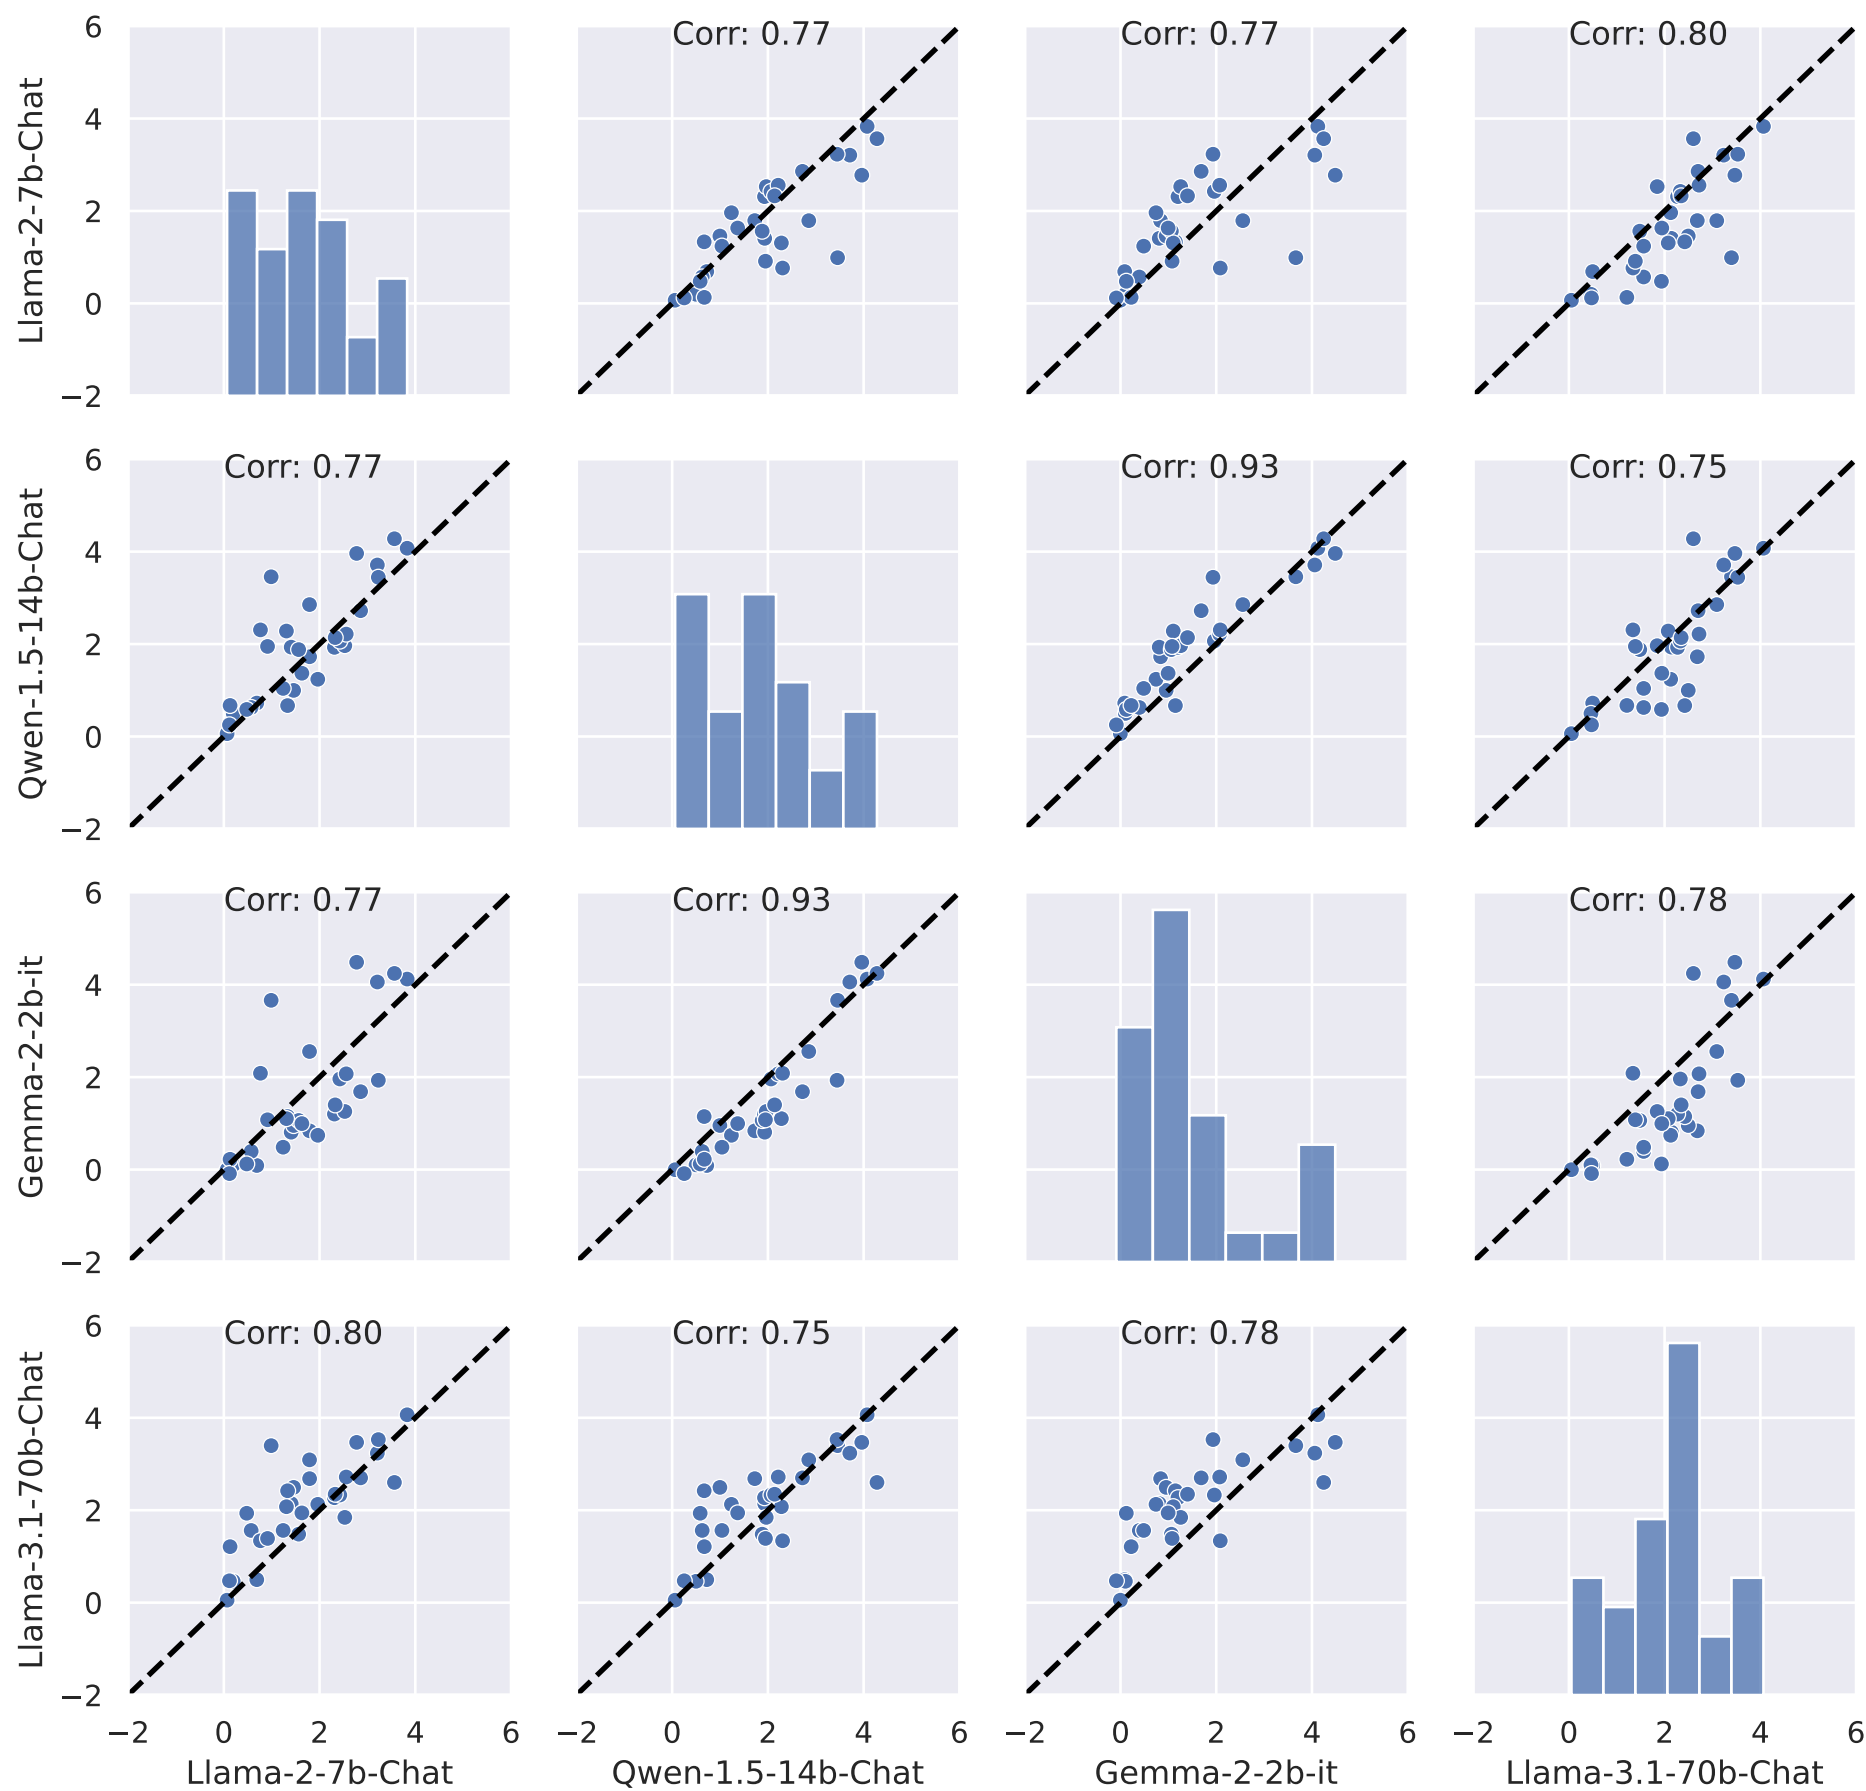 Corr: 0.77
Corr: 0.77
Corr: 0.80
6
4
2
0
−2
Llama-2-7b-Chat
Corr: 0.77
Corr: 0.93
Corr: 0.75
6
4
2
0
−2
Qwen-1.5-14b-Chat
Corr: 0.77
Corr: 0.93
Corr: 0.78
6
4
2
0
−2
Gemma-2-2b-it
Corr: 0.80
Corr: 0.75
Corr: 0.78
6
4
2
0
−2
Llama-3.1-70b-Chat
−2 0 2 4 6 −2 0 2 4 6 −2 0 2 4 6 −2 0 2 4 6
Llama-2-7b-Chat Qwen-1.5-14b-Chat Gemma-2-2b-it Llama-3.1-70b-Chat